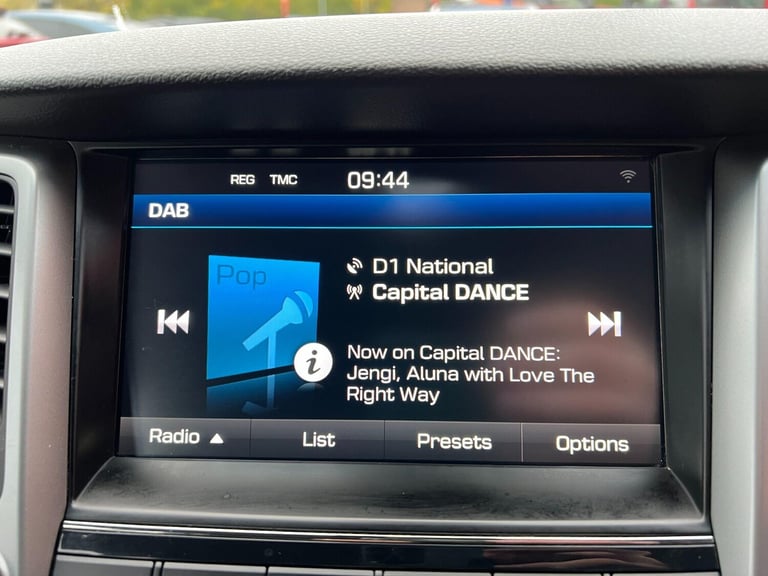 REG TMC 09:44
DAB
Pop
D1 National
Capital DANCE
i
Now on Capital DANCE:
Jengi, Aluna with Love The
Right Way
Radio ▲ List Presets Options